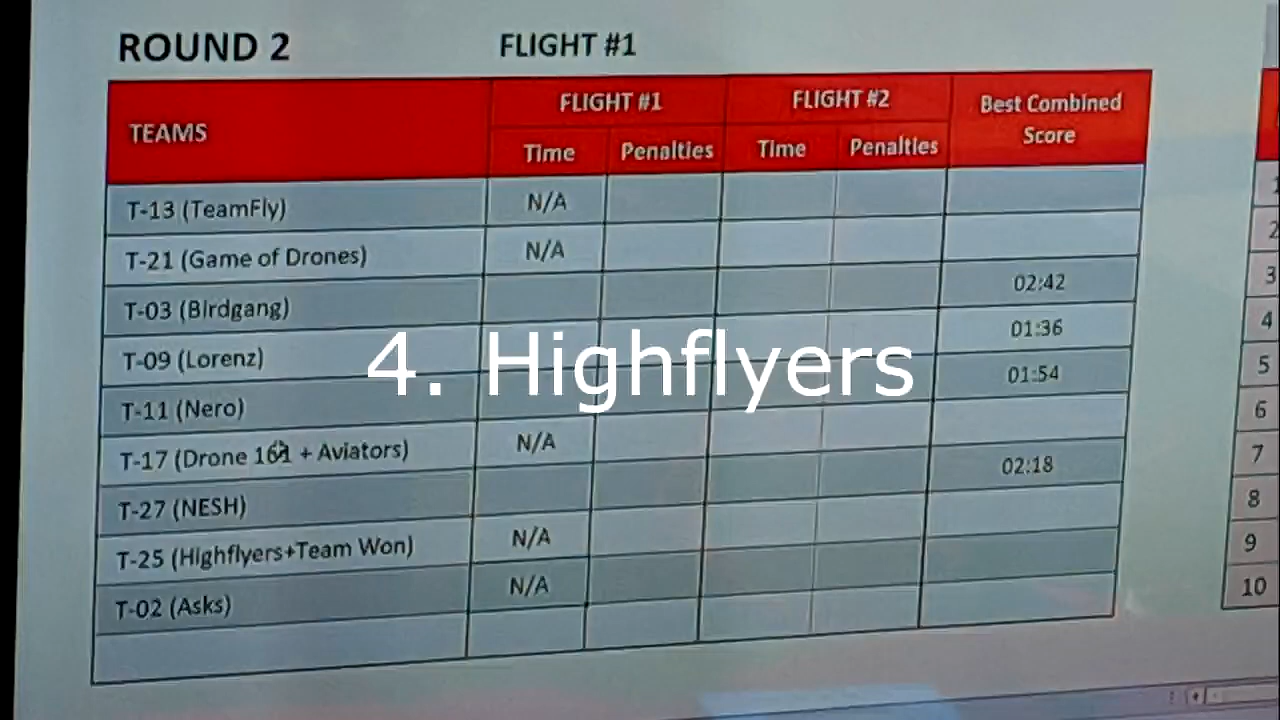 ROUND 2 FLIGHT #1
TEAMS FLIGHT #1 FLIGHT #2 Best Combined Score
Time Penalties Time Penalties
T-13 (TeamFly) N/A
T-21 (Game of Drones) N/A
T-03 (Birdgang) 02:42
T-09 (Lorenz) 01:36
T-11 (Nero) 01:54
T-17 (Drone 161 + Aviators) N/A
T-27 (NESH) 02:18
T-25 (Highflyers+Team Won) N/A
T-02 (Asks) N/A
4. Highflyers
2
3
4
5
6
7
8
9
10